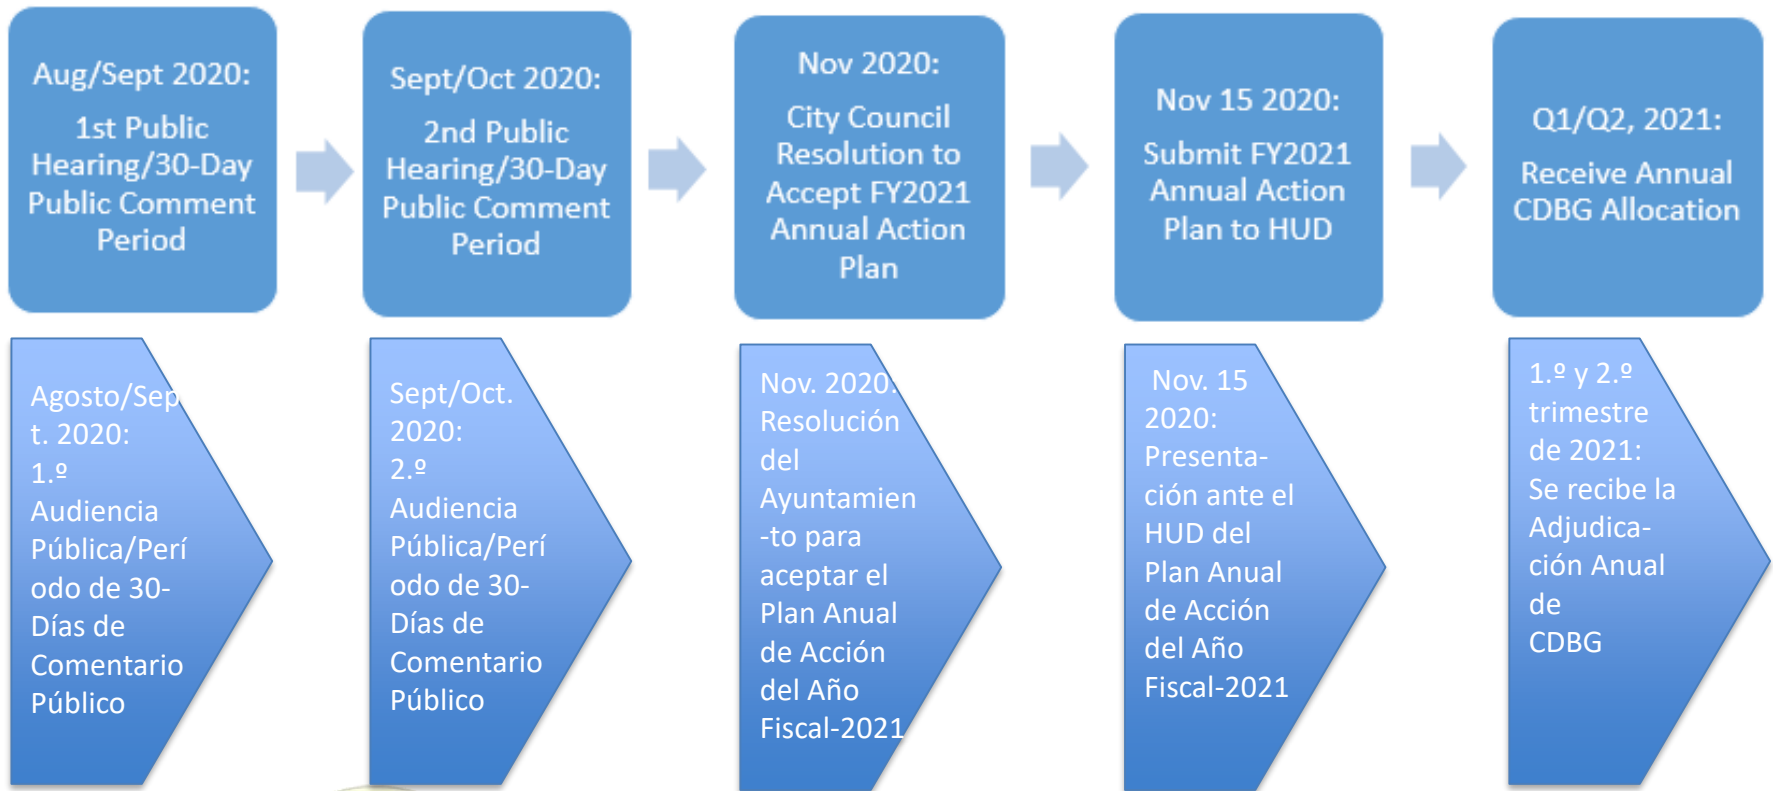 Aug/Sept 2020:
1st Public
Hearing/30-Day
Public Comment
Period
Sept/Oct 2020:
2nd Public
Hearing/30-Day
Public Comment
Period
Nov 2020:
City Council
Resolution to
Accept FY2021
Annual Action
Plan
Nov 15 2020:
Submit FY2021
Annual Action
Plan to HUD
Q1/Q2, 2021:
Receive Annual
CDBG Allocation
Agosto/Sep
t. 2020:
1.º
Audiencia
Pública/Perí
odo de 30-
Días de
Comentario
Público
Sept/Oct.
2020:
2.º
Audiencia
Pública/Perí
odo de 30-
Días de
Comentario
Público
Nov. 2020:
Resolución
del
Ayuntamien
-to para
aceptar el
Plan Anual
de Acción
del Año
Fiscal-2021
Nov. 15
2020:
Presenta-
ción ante el
HUD del
Plan Anual
de Acción
del Año
Fiscal-2021
1.º y 2.º
trimestre
de 2021:
Se recibe la
Adjudica-
ción Anual
de
CDBG